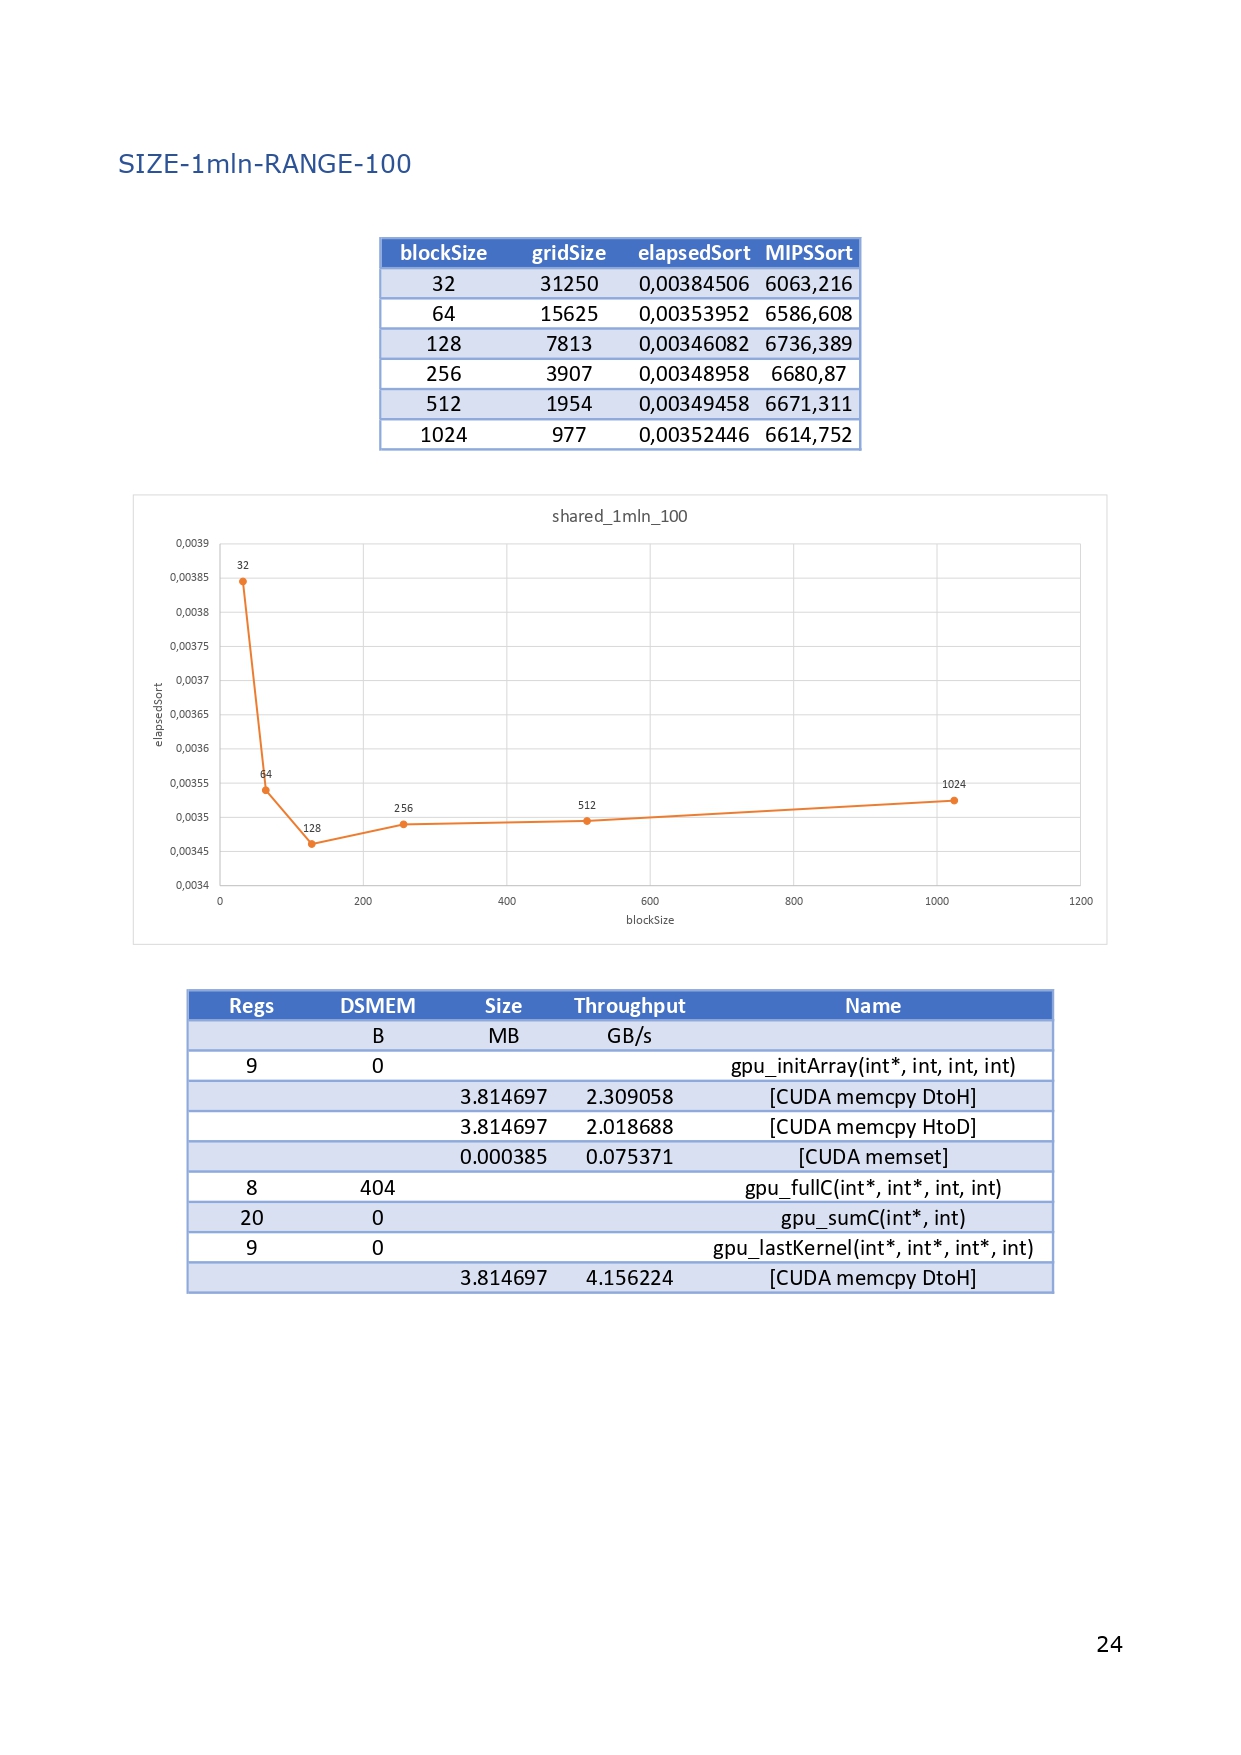 SIZE-1mln-RANGE-100
blockSize gridSize elapsedSort MIPSSort
32 31250 0,00384506 6063,216
64 15625 0,00353952 6586,608
128 7813 0,00346082 6736,389
256 3907 0,00348958 6680,87
512 1954 0,00349458 6671,311
1024 977 0,00352446 6614,752
shared_1mln_100
0,0039
0,00385
0,0038
0,00375
0,0037
0,00365
0,0036
0,00355
0,0035
0,00345
0,0034
elapsedSort
32
64
128
256
512
1024
0 200 400 600 800 1000 1200
blockSize
Regs DSMEM Size Throughput Name
B MB GB/s
9 0 gpu_initArray(int*, int, int, int)
3.814697 2.309058 [CUDA memcpy DtoH]
3.814697 2.018688 [CUDA memcpy HtoD]
0.000385 0.075371 [CUDA memset]
8 404 gpu_fullC(int*, int*, int, int)
20 0 gpu_sumC(int*, int)
9 0 gpu_lastKernel(int*, int*, int*, int)
3.814697 4.156224 [CUDA memcpy DtoH]
24